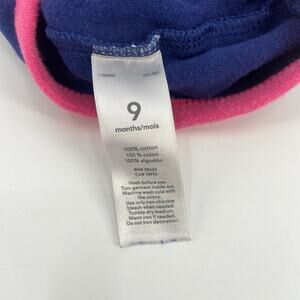 9
months/mois
100% cotton
100 % coton
100% algodón
RN# 35623
CA# 16974
Wash before use.
Turn garment inside out.
Machine wash cold with
like colors.
Use only non-chlorine
bleach when needed.
Tumble dry medium.
Warm iron if needed.
Do not iron decoration.